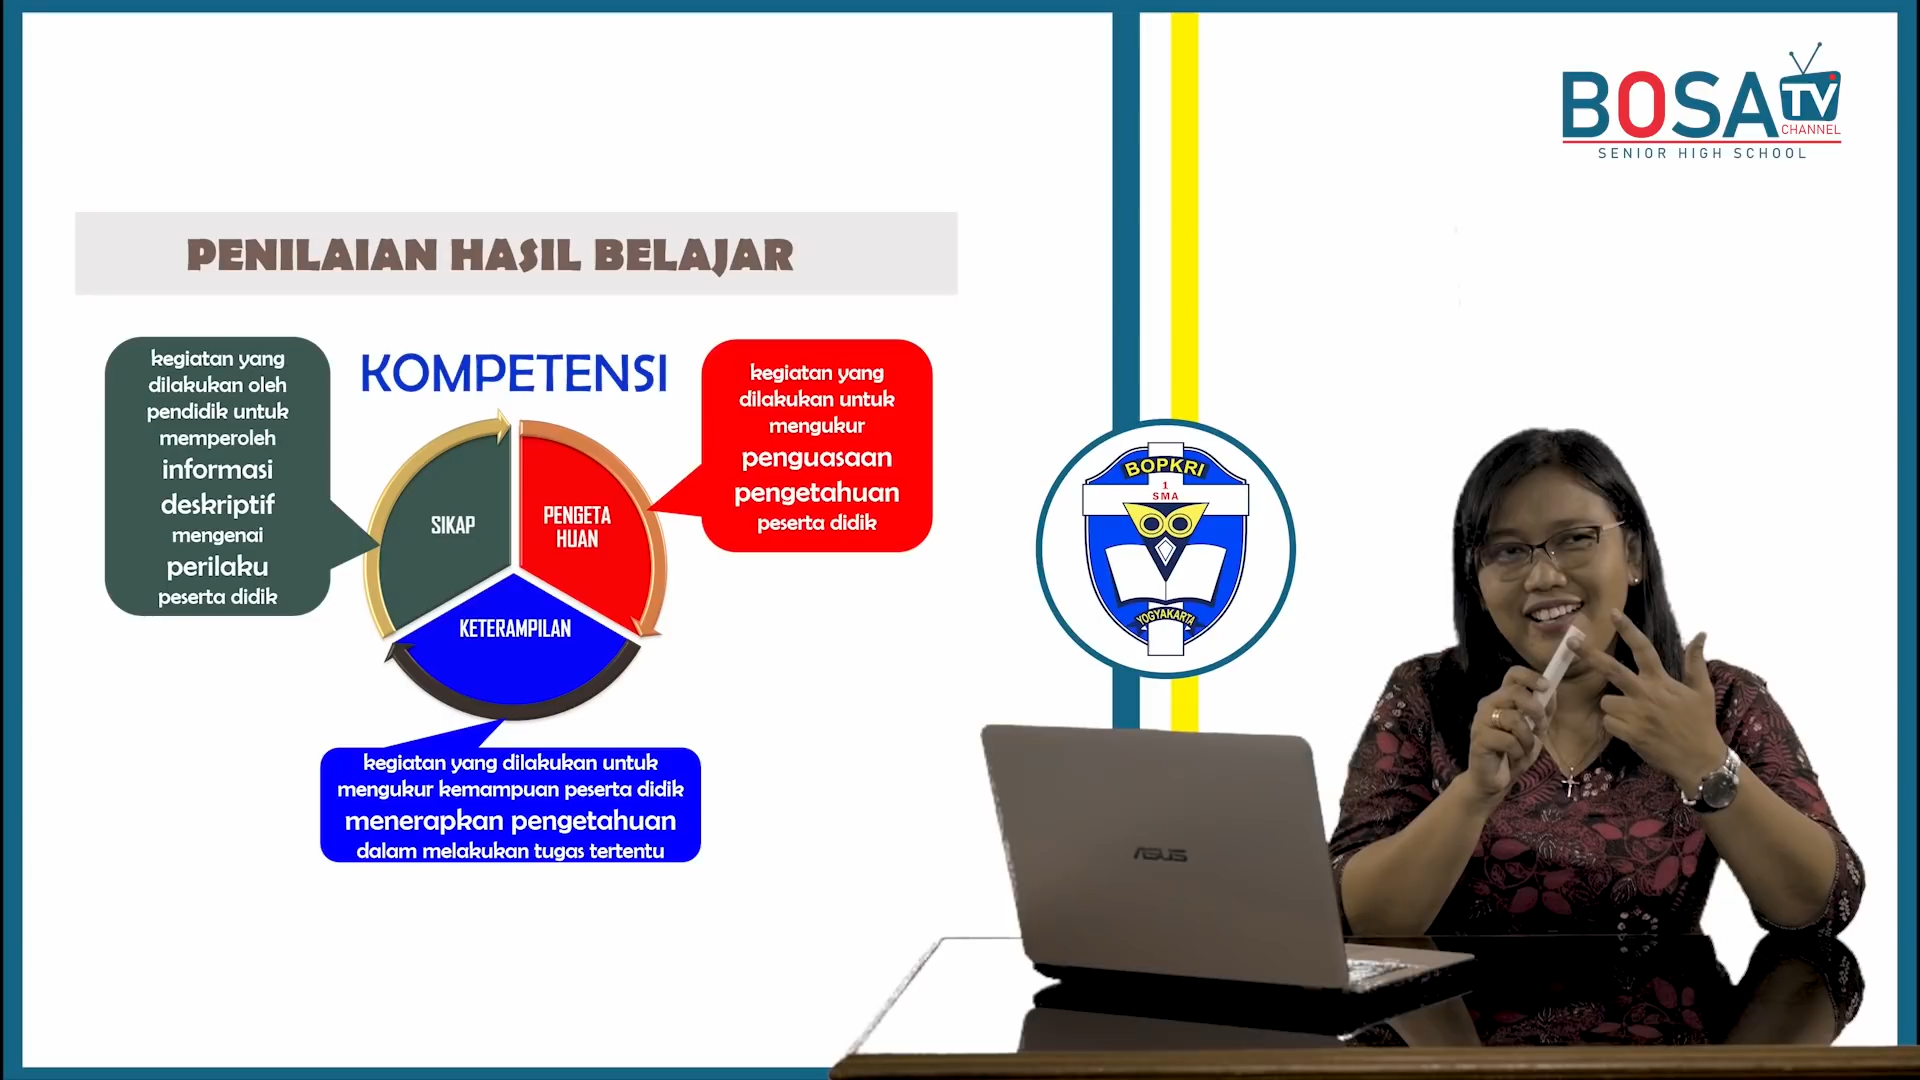 BOSA TV
CHANNEL
SENIOR HIGH SCHOOL
PENILAIAN HASIL BELAJAR
KOMPETENSI
kegiatan yang
dilakukan oleh
pendidik untuk
memperoleh
informasi
deskriptif
mengenai
perilaku
peserta didik
kegiatan yang
dilakukan untuk
mengukur
penguasaan
pengetahuan
peserta didik
SIKAP
PENGETA
HUAN
KETERAMPILAN
kegiatan yang dilakukan untuk
mengukur kemampuan peserta didik
menerapkan pengetahuan
dalam melakukan tugas tertentu
BOPKRI
1
SMA
YOGYAKARTA
ASUS